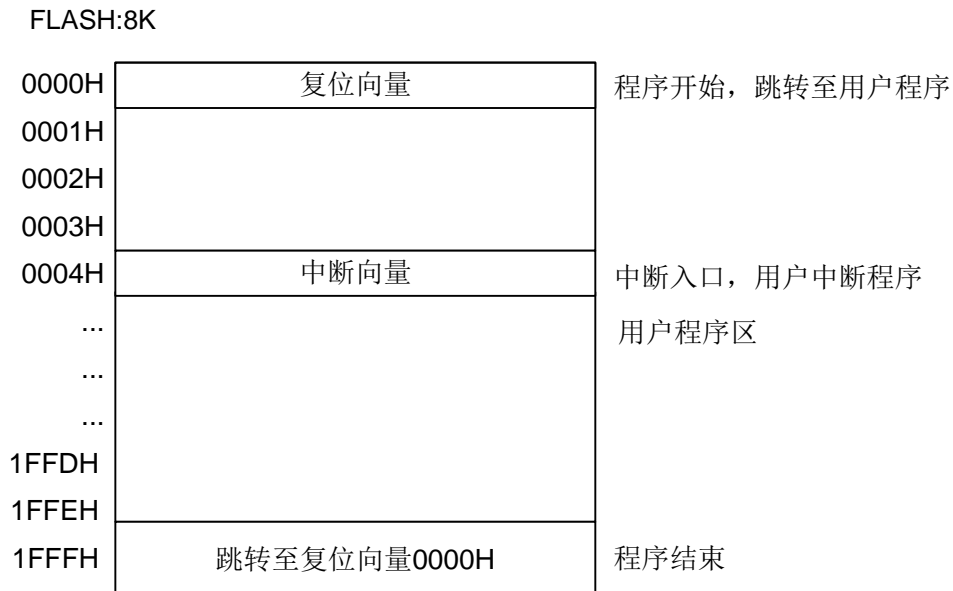 FLASH:8K
0000H 复位向量 程序开始，跳转至用户程序
0001H
0002H
0003H
0004H 中断向量 中断入口，用户中断程序
... 用户程序区
...
...
1FFDH
1FFEH
1FFFH 跳转至复位向量0000H 程序结束